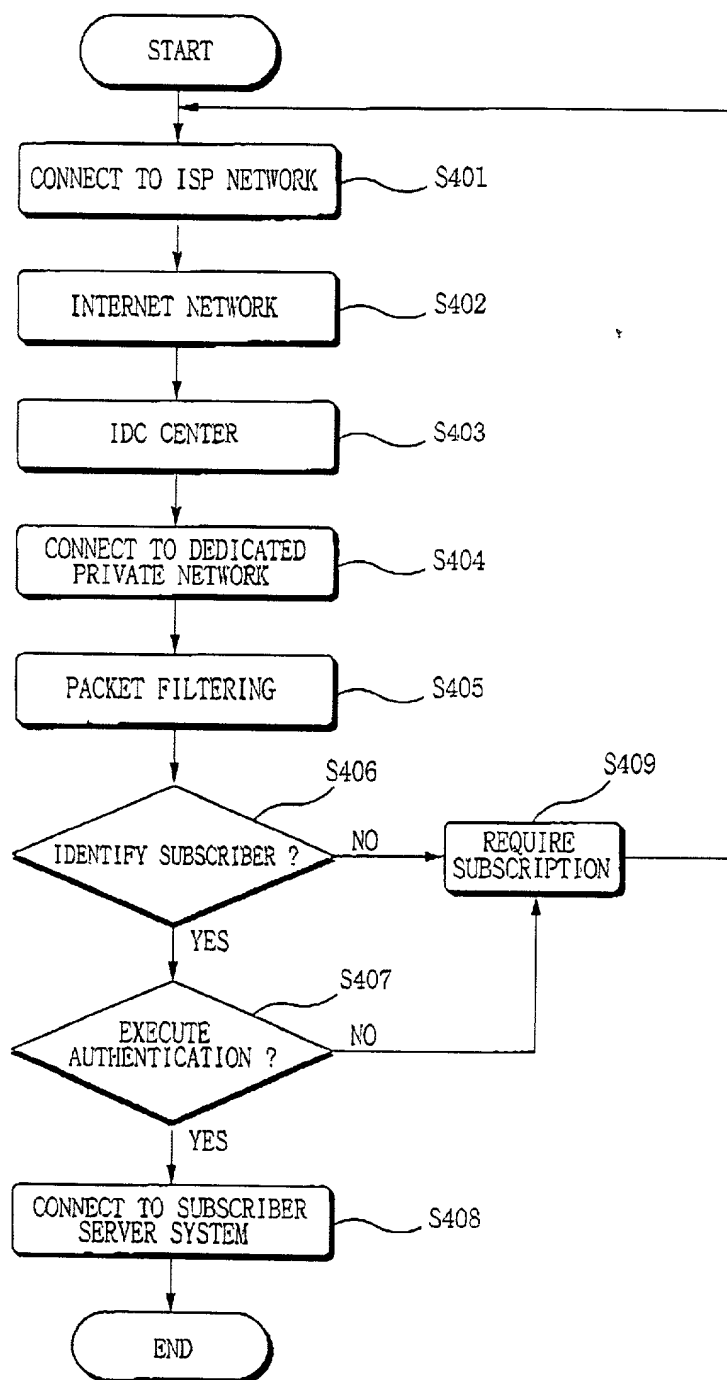 START
CONNECT TO ISP NETWORK
S401
INTERNET NETWORK
S402
IDC CENTER
S403
CONNECT TO DEDICATED
PRIVATE NETWORK
S404
PACKET FILTERING
S405
S406
IDENTIFY SUBSCRIBER ?
NO
S409
REQUIRE
SUBSCRIPTION
YES
S407
EXECUTE
AUTHENTICATION ?
NO
YES
CONNECT TO SUBSCRIBER
SERVER SYSTEM
S408
END